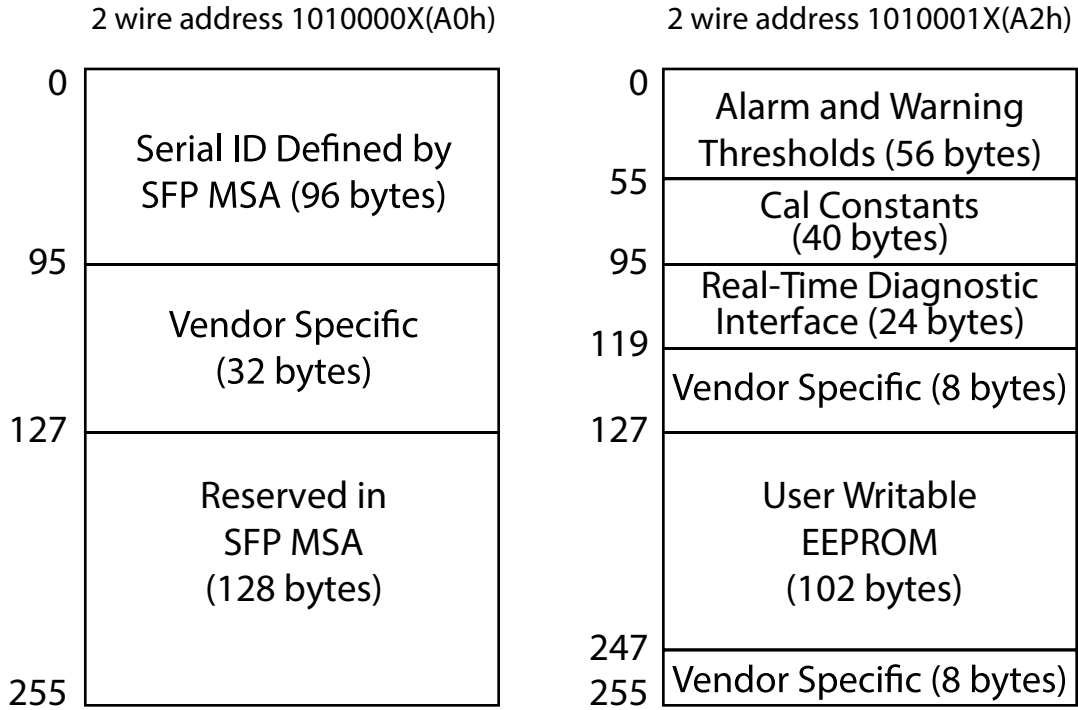 2 wire address 1010000X(A0h)
0
Serial ID Defined by
SFP MSA (96 bytes)
95
Vendor Specific
(32 bytes)
127
Reserved in
SFP MSA
(128 bytes)
255
2 wire address 1010001X(A2h)
0
Alarm and Warning
Thresholds (56 bytes)
55
Cal Constants
(40 bytes)
95
Real-Time Diagnostic
Interface (24 bytes)
119
Vendor Specific (8 bytes)
127
User Writable
EEPROM
(102 bytes)
247
Vendor Specific (8 bytes)
255